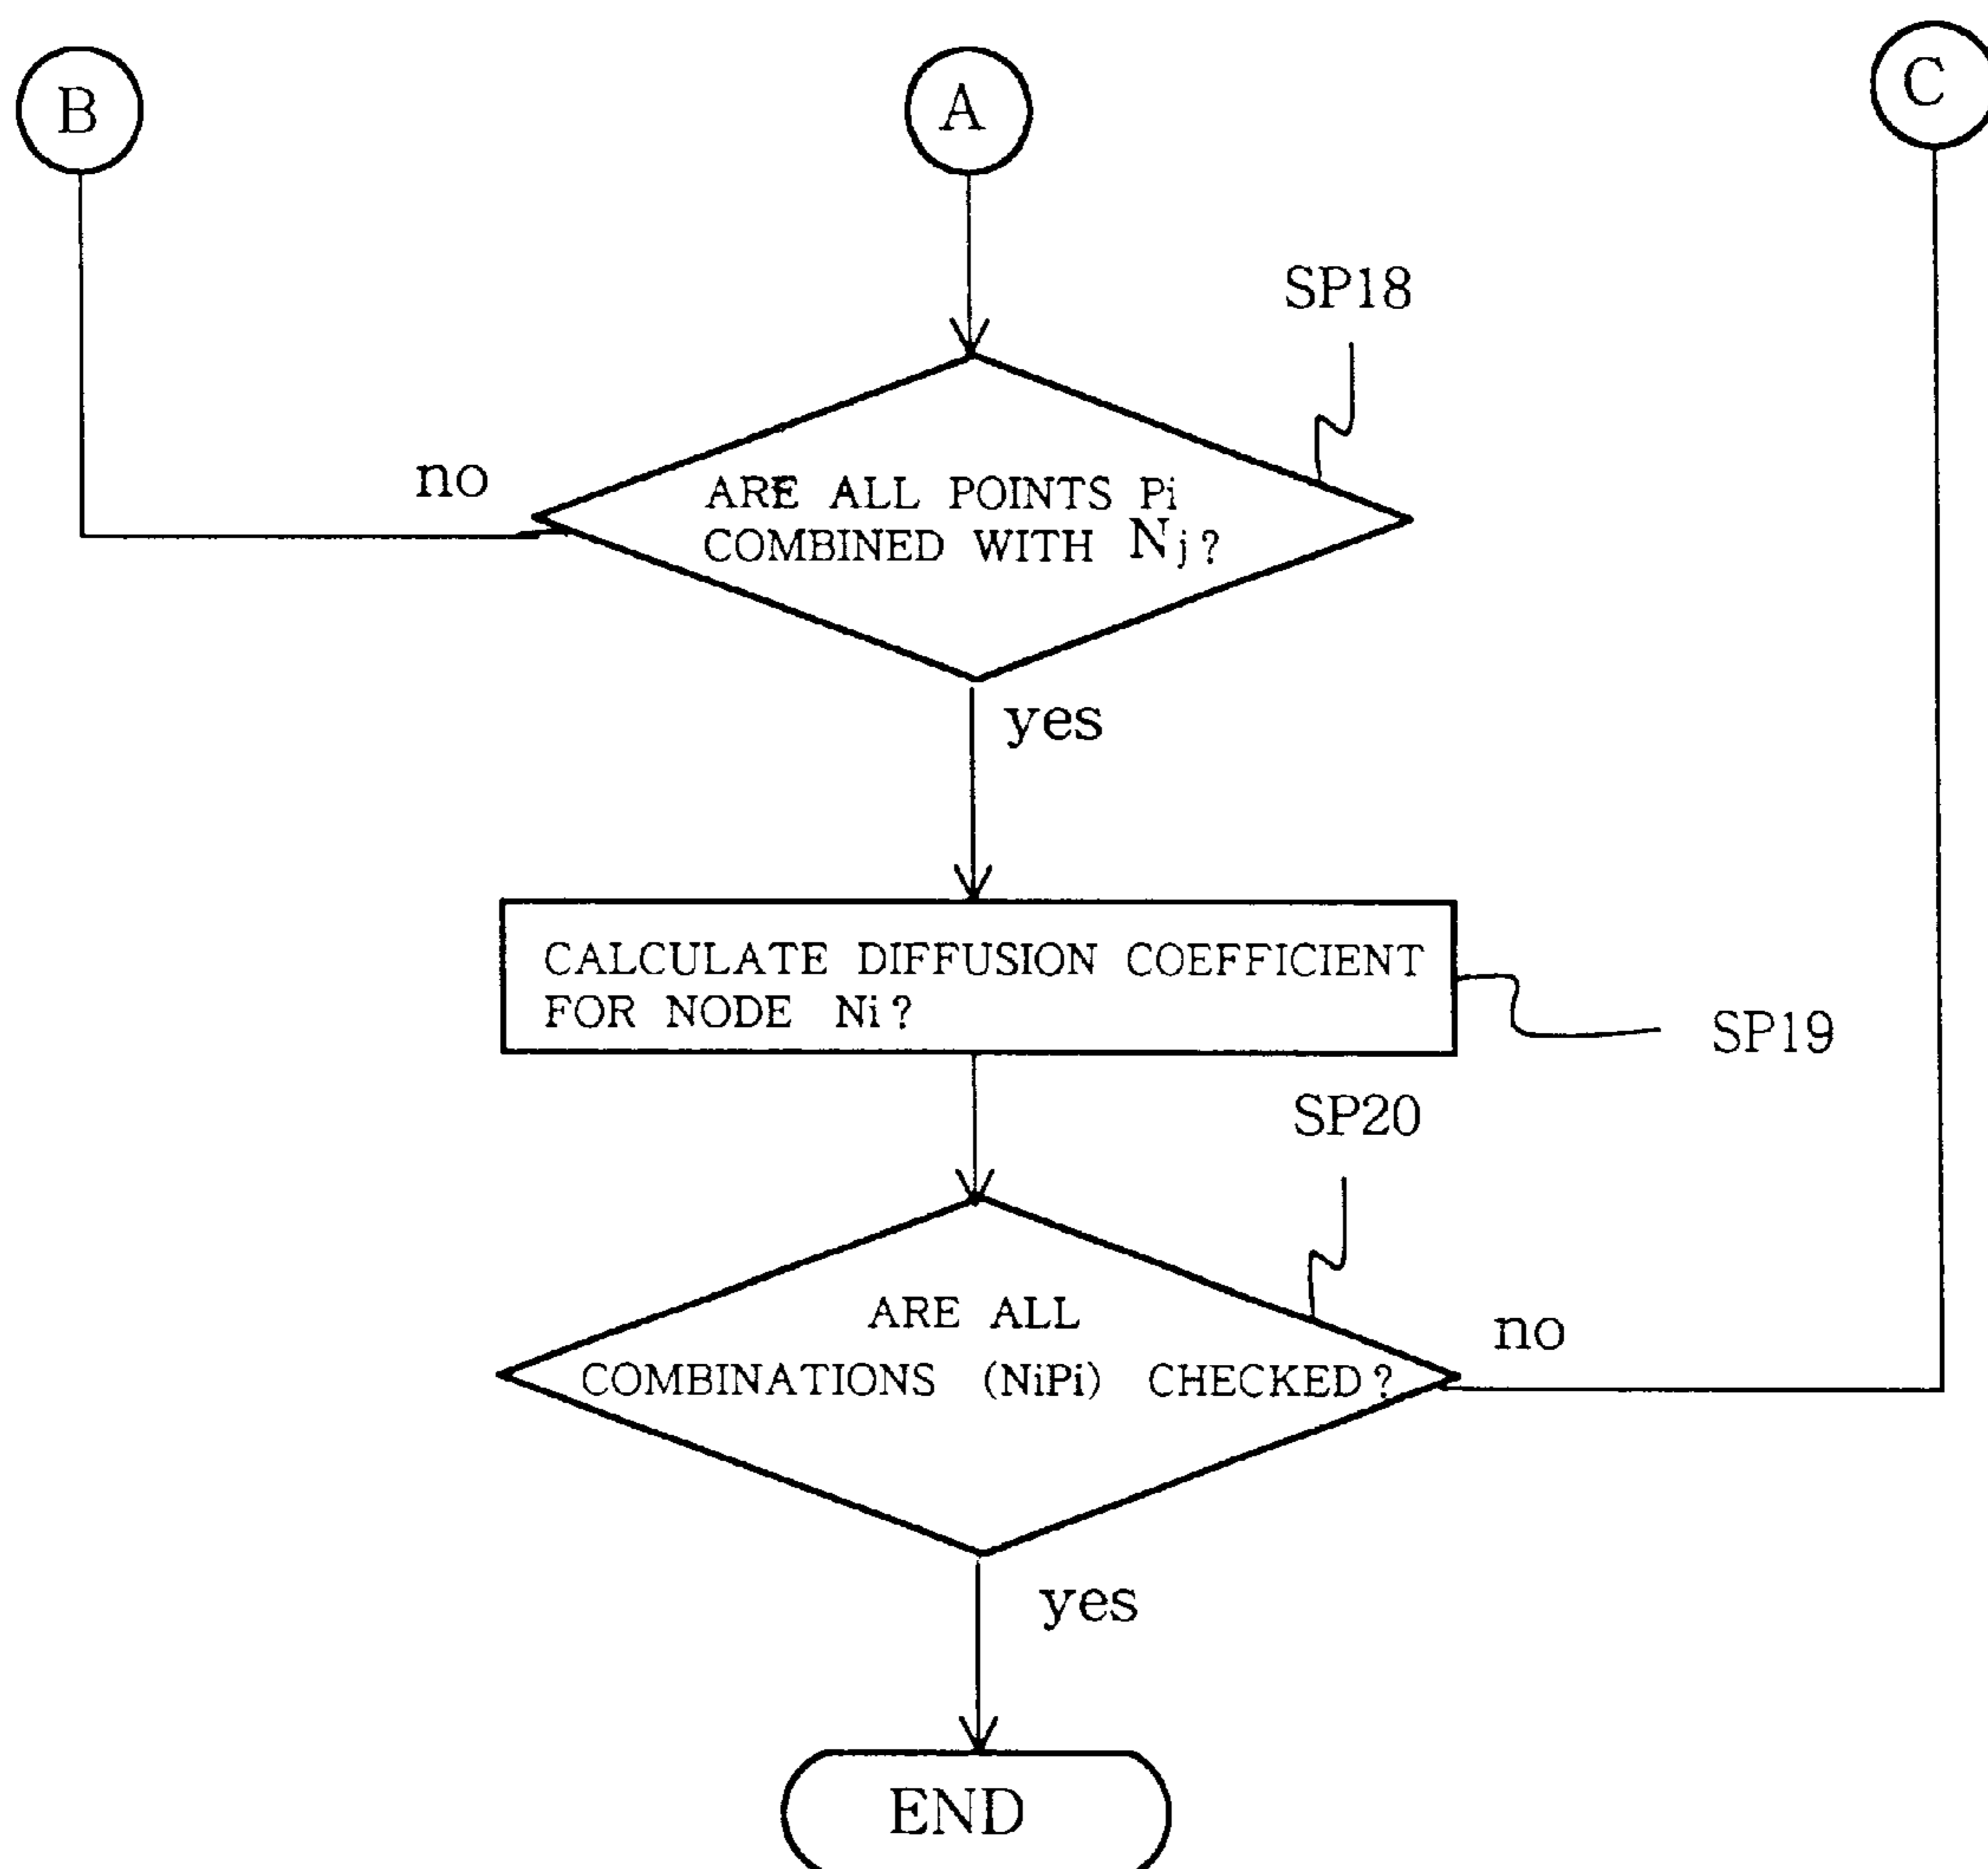 B
A
C
SP18
no
ARE ALL POINTS Pi
COMBINED WITH Nj?
yes
CALCULATE DIFFUSION COEFFICIENT
FOR NODE Ni?
SP19
SP20
ARE ALL
COMBINATIONS (NiPi) CHECKED?
no
yes
END